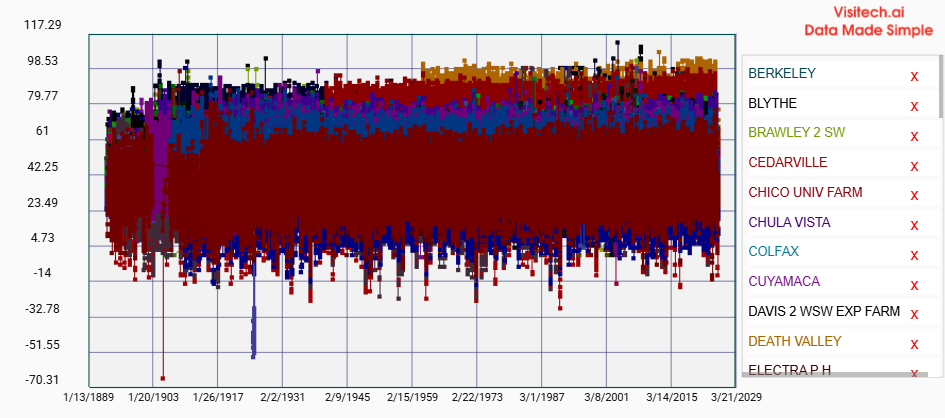 Visitech.ai
Data Made Simple
117.29
98.53
79.77
61
42.25
23.49
4.73
-14
-32.78
-51.55
-70.31
1/13/1889 1/20/1903 1/26/1917 2/2/1931 2/9/1945 2/15/1959 2/22/1973 3/1/1987 3/8/2001 3/14/2015 3/21/2029
BERKELEY x
BLYTHE x
BRAWLEY 2 SW x
CEDARVILLE x
CHICO UNIV FARM x
CHULA VISTA x
COLFAX x
CUYAMACA x
DAVIS 2 WSW EXP FARM x
DEATH VALLEY x
ELECTRA P H x